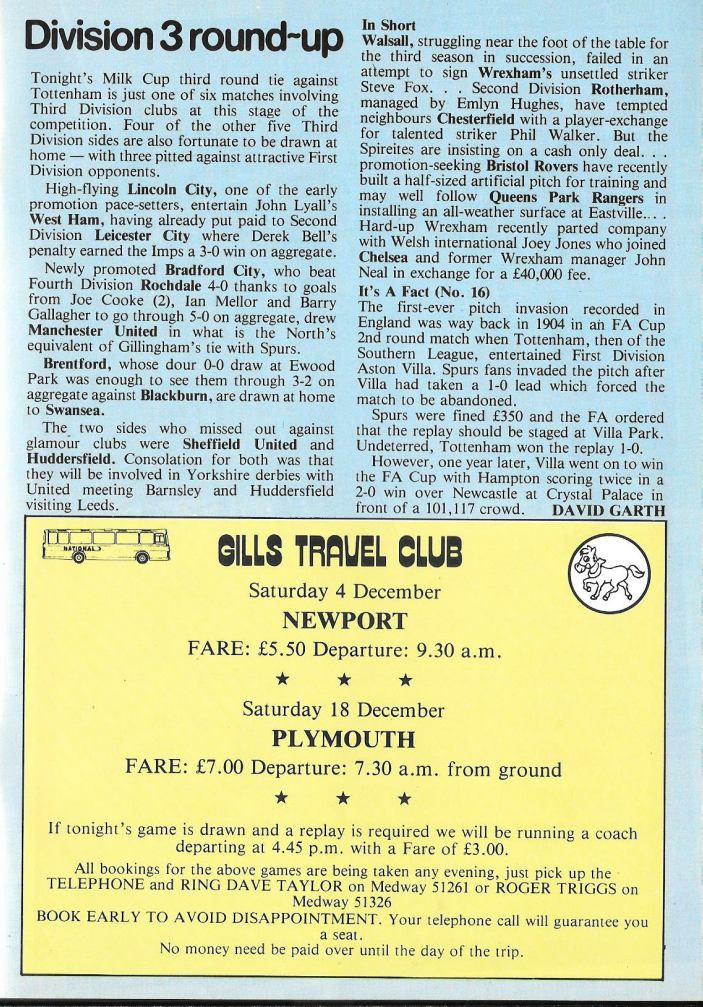 Division 3 round-up
Tonight's Milk Cup third round tie against
Tottenham is just one of six matches involving
Third Division clubs at this stage of the
competition. Four of the other five Third
Division sides are also fortunate to be drawn at
home — with three pitted against attractive First
Division opponents.
High-flying Lincoln City, one of the early
promotion pace-setters, entertain John Lyall's
West Ham, having already put paid to Second
Division Leicester City where Derek Bell's
penalty earned the Imps a 3-0 win on aggregate.
Newly promoted Bradford City, who beat
Fourth Division Rochdale 4-0 thanks to goals
from Joe Cooke (2), Ian Mellor and Barry
Gallagher to go through 5-0 on aggregate, drew
Manchester United in what is the North's
equivalent of Gillingham's tie with Spurs.
Brentford, whose dour 0-0 draw at Ewood
Park was enough to see them through 3-2 on
aggregate against Blackburn, are drawn at home
to Swansea.
The two sides who missed out against
glamour clubs were Sheffield United and
Huddersfield. Consolation for both was that
they will be involved in Yorkshire derbies with
United meeting Barnsley and Huddersfield
visiting Leeds.
In Short
Walsall, struggling near the foot of the table for
the third season in succession, failed in an
attempt to sign Wrexham's unsettled striker
Steve Fox. . . Second Division Rotherham,
managed by Emlyn Hughes, have tempted
neighbours Chesterfield with a player-exchange
for talented striker Phil Walker. But the
Spireites are insisting on a cash only deal. . .
promotion-seeking Bristol Rovers have recently
built a half-sized artificial pitch for training and
may well follow Queens Park Rangers in
installing an all-weather surface at Eastville. . .
Hard-up Wrexham recently parted company
with Welsh international Joey Jones who joined
Chelsea and former Wrexham manager John
Neal in exchange for a £40,000 fee.
It's A Fact (No. 16)
The first-ever pitch invasion recorded in
England was way back in 1904 in an FA Cup
2nd round match when Tottenham, then of the
Southern League, entertained First Division
Aston Villa. Spurs fans invaded the pitch after
Villa had taken a 1-0 lead which forced the
match to be abandoned.
Spurs were fined £350 and the FA ordered
that the replay should be staged at Villa Park.
Undeterred, Tottenham won the replay 1-0.
However, one year later, Villa went on to win
the FA Cup with Hampton scoring twice in a
2-0 win over Newcastle at Crystal Palace in
front of a 101,117 crowd. DAVID GARTH
NATIONAL
GILLS TRAVEL CLUB
Saturday 4 December
NEWPORT
FARE: £5.50 Departure: 9.30 a.m.
★ ★ ★
Saturday 18 December
PLYMOUTH
FARE: £7.00 Departure: 7.30 a.m. from ground
★ ★ ★
If tonight's game is drawn and a replay is required we will be running a coach
departing at 4.45 p.m. with a Fare of £3.00.
All bookings for the above games are being taken any evening, just pick up the
TELEPHONE and RING DAVE TAYLOR on Medway 51261 or ROGER TRIGGS on
Medway 51326
BOOK EARLY TO AVOID DISAPPOINTMENT. Your telephone call will guarantee you
a seat.
No money need be paid over until the day of the trip.